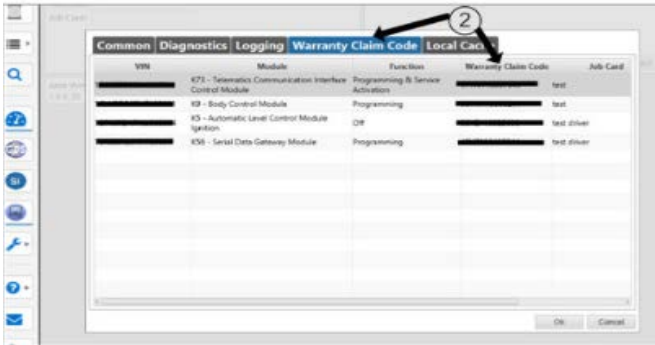 2
Common Diagnostics Logging Warranty Claim Code Local Cache
VIN Module Function Warranty Claim Code Job Card
K73 - Telematics Communication Interface Control Module Programming & Service Activation test
K9 - Body Control Module Programming test
K5 - Automatic Level Control Module Ignition Off test driver
K56 - Serial Data Gateway Module Programming test driver
SI
Ok Cancel